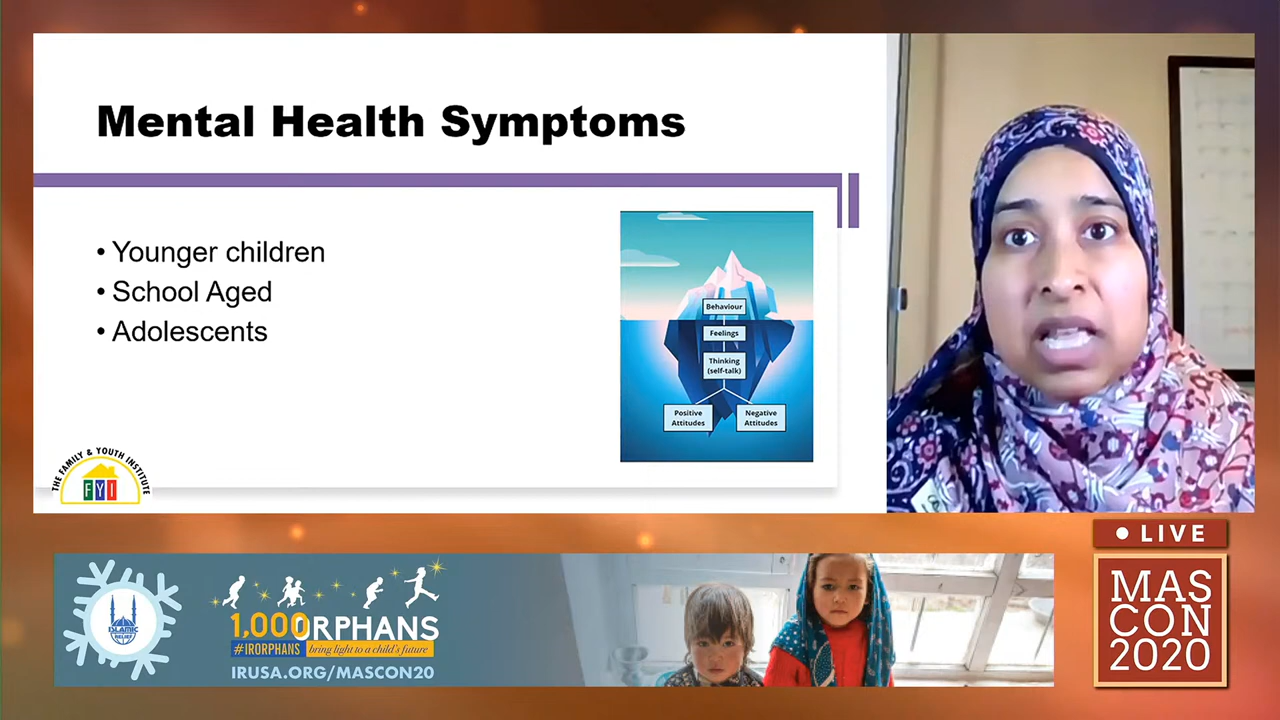 Mental Health Symptoms
• Younger children
• School Aged
• Adolescents
Behaviour
Feelings
Thinking
(self-talk)
Positive
Attitudes
Negative
Attitudes
THE FAMILY & YOUTH INSTITUTE
FYI
• LIVE
MAS
CON
2020
ISLAMIC
RELIEF
1,000ORPHANS
#IRORPHANS bring light to a child's future
IRUSA.ORG/MASCON20